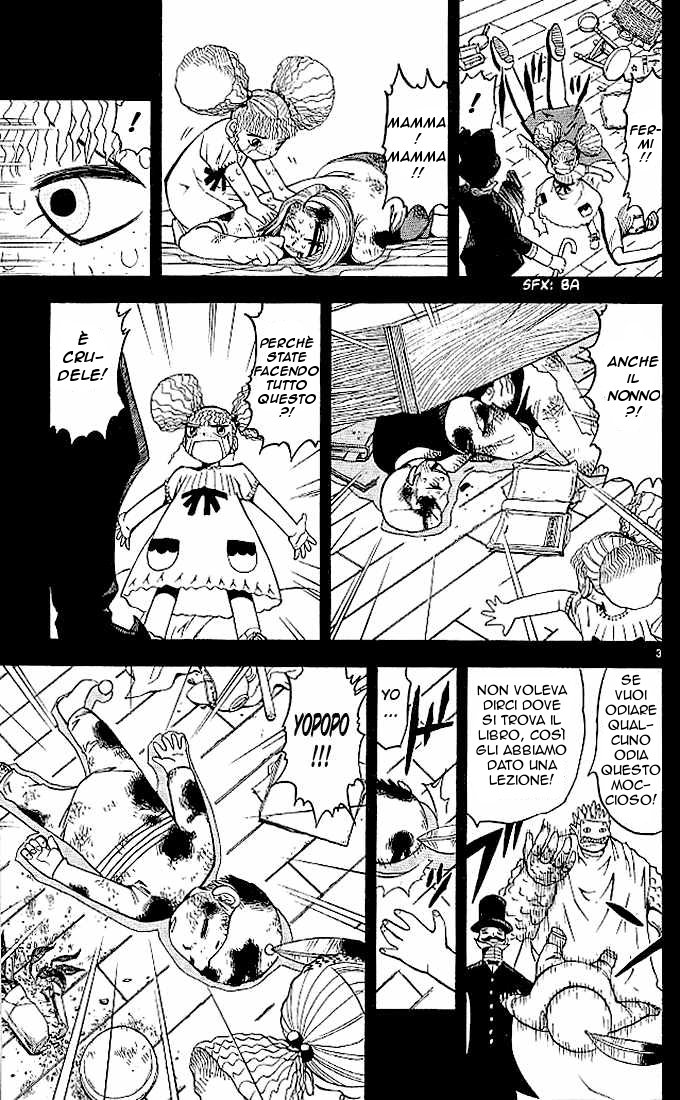 FER-
MI!!
!
!
SFX: BA
MAMMA
!
MAMMA
!!
!
ANCHE
IL
NONNO
?!
PERCHÈ
STATE
FACENDO
TUTTO
QUESTO
?!
È
CRU-
DELE!
3
SE
VUOI
ODIARE
QUAL-
CUNO
ODIA
QUESTO
MOC-
CIOSO!
NON VOLEVA
DIRCI DOVE
SI TROVA IL
LIBRO, COSÌ
GLI ABBIAMO
DATO UNA
LEZIONE!
YO
...
YOPOPO
!!!